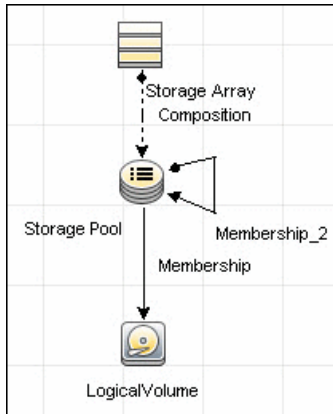 Storage Array
Composition
Storage Pool
Membership_2
Membership
LogicalVolume